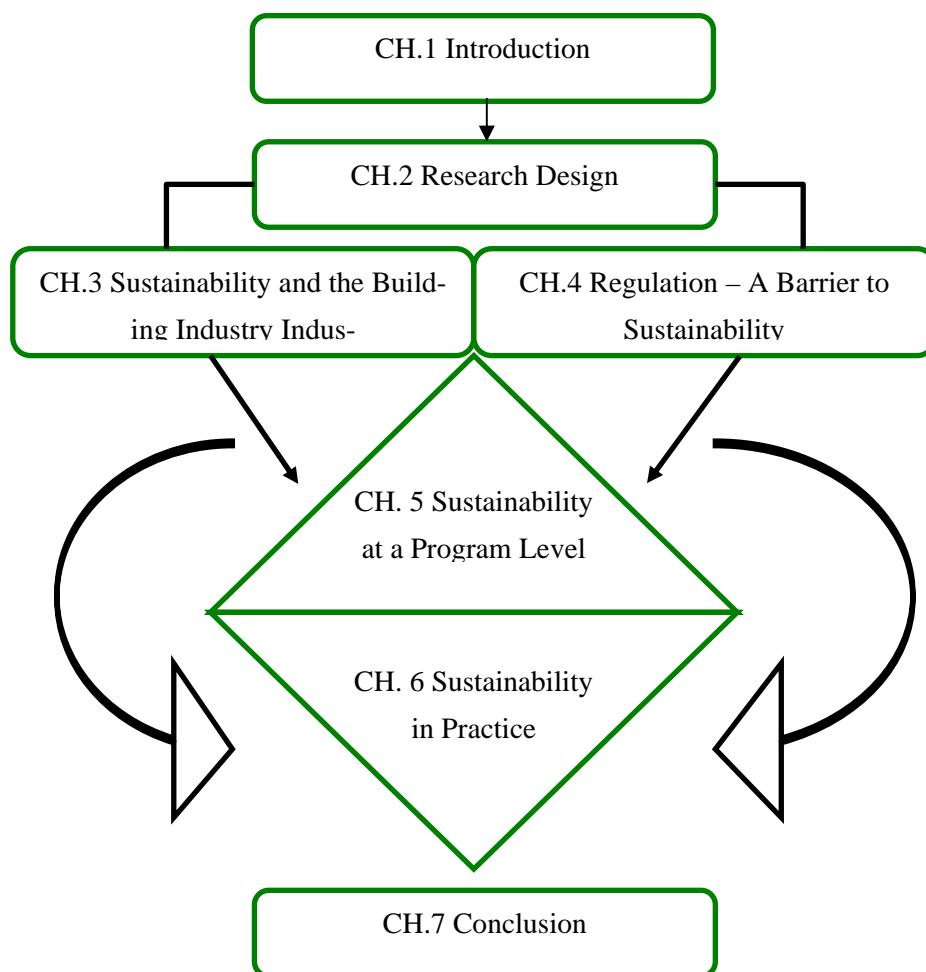 CH.1 Introduction
CH.2 Research Design
CH.3 Sustainability and the Build-
ing Industry Indus-
CH.4 Regulation – A Barrier to
Sustainability
CH. 5 Sustainability
at a Program Level
CH. 6 Sustainability
in Practice
CH.7 Conclusion